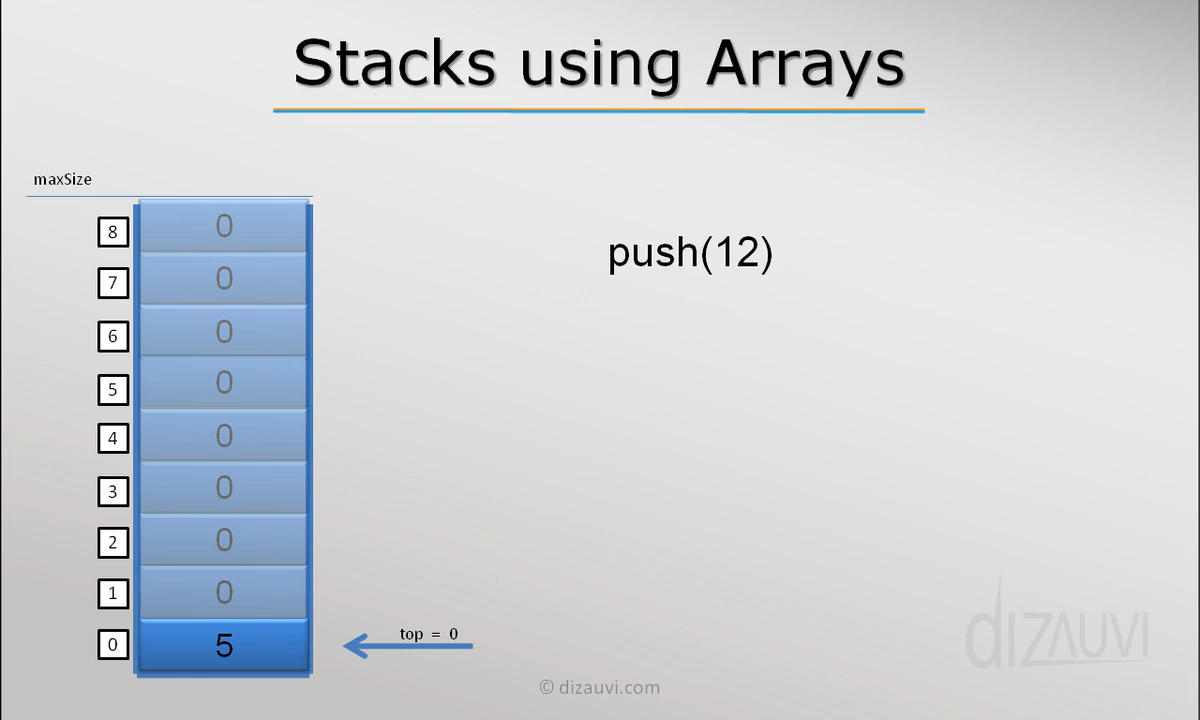 Stacks using Arrays
maxSize
8 0
7 0
6 0
5 0
4 0
3 0
2 0
1 0
0 5
top = 0
push(12)
dizauvi
© dizauvi.com